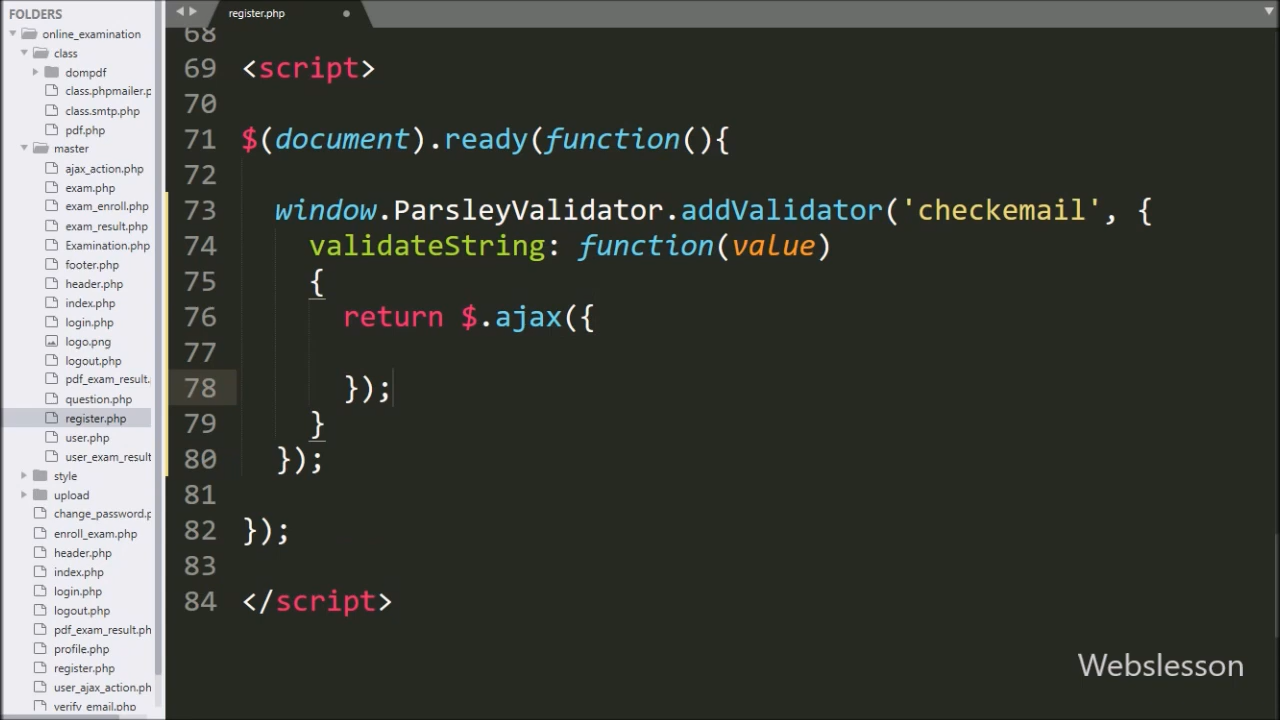 FOLDERS
online_examination
class
dompdf
class.phpmailer.p
class.smtp.php
pdf.php
master
ajax_action.php
exam.php
exam_enroll.php
exam_result.php
Examination.php
footer.php
header.php
index.php
login.php
logo.png
logout.php
pdf_exam_result.
question.php
register.php
user.php
user_exam_result
style
upload
change_password.p
enroll_exam.php
header.php
index.php
login.php
logout.php
pdf_exam_result.ph
profile.php
register.php
user_ajax_action.ph
verify_email.php
register.php
68
69 <script>
70
71 $(document).ready(function(){
72
73 window.ParsleyValidator.addValidator('checkemail', {
74 validateString: function(value)
75 {
76 return $.ajax({
77
78 });
79 }
80 });
81
82 });
83
84 </script>
Webslesson